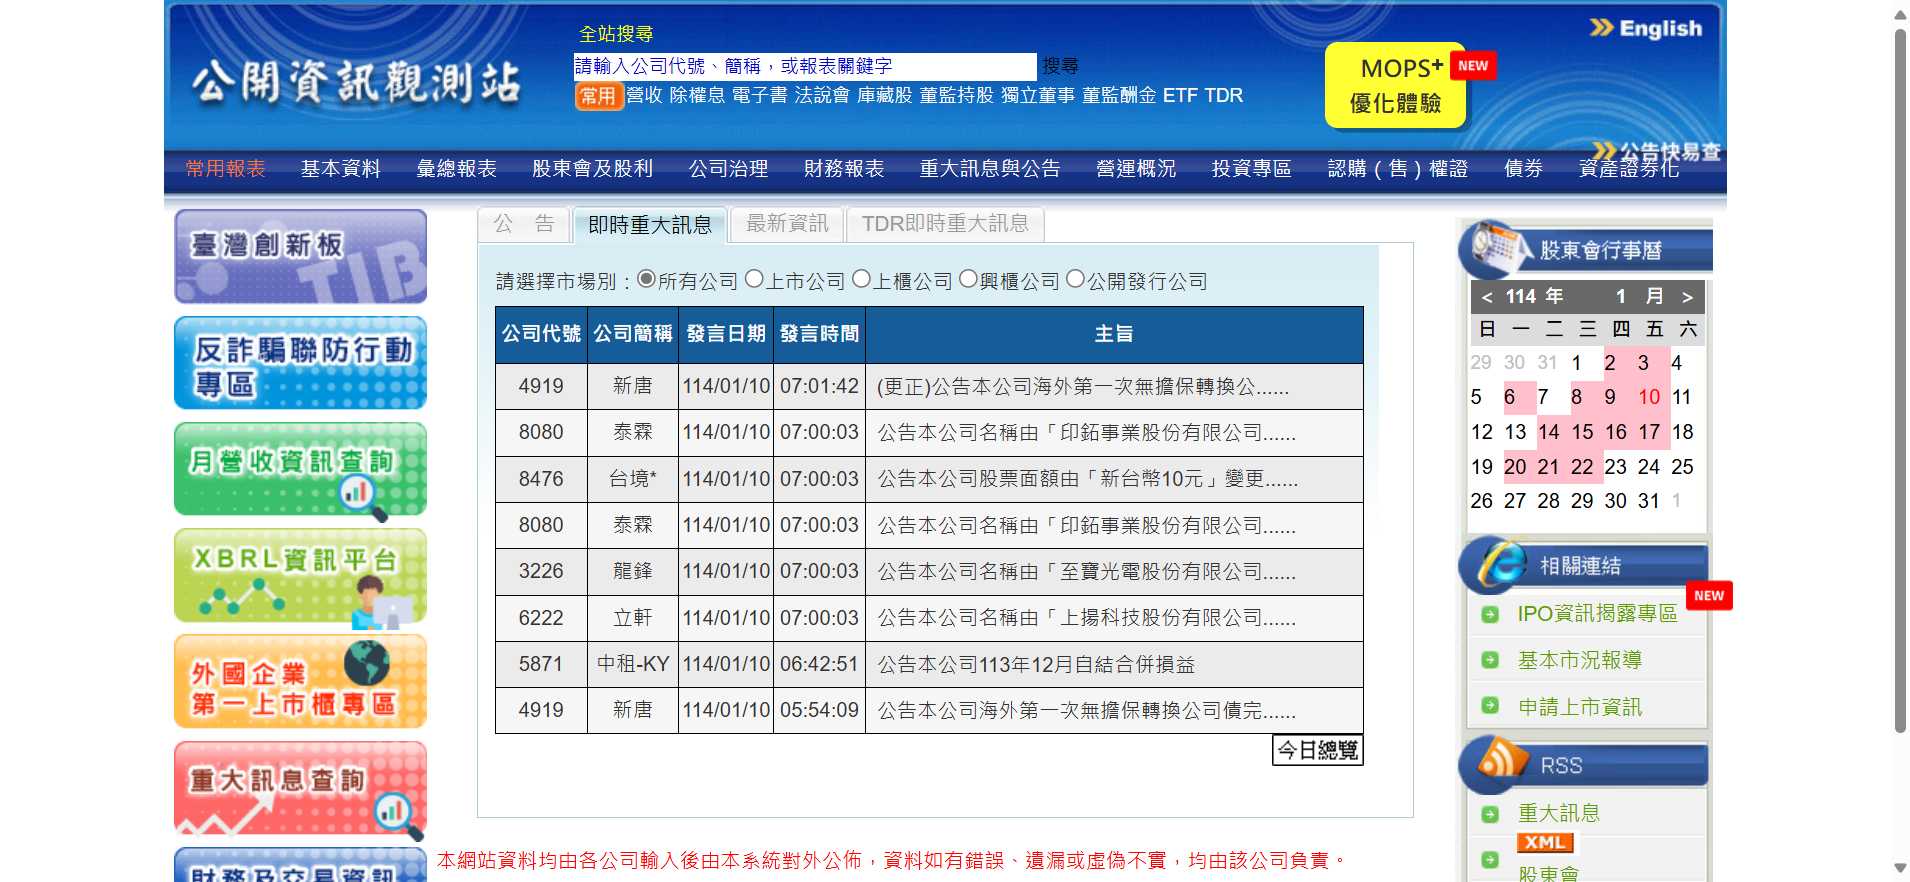 公開資訊觀測站
全站搜尋
請輸入公司代號、簡稱，或報表關鍵字 搜尋
常用 營收 除權息 電子書 法說會 庫藏股 董監持股 獨立董事 董監酬金 ETF TDR
MOPS+ NEW
優化體驗
English
公告快易查
常用報表 基本資料 彙總報表 股東會及股利 公司治理 財務報表 重大訊息與公告 營運概況 投資專區 認購（售）權證 債券 資產證券化
臺灣創新板
TIB
反詐騙聯防行動
專區
月營收資訊查詢
XBRL資訊平台
外國企業
第一上市櫃專區
重大訊息查詢
財務及交易資訊
公 告 即時重大訊息 最新資訊 TDR即時重大訊息
請選擇市場別：所有公司 上市公司 上櫃公司 興櫃公司 公開發行公司
公司代號 公司簡稱 發言日期 發言時間 主旨
4919 新唐 114/01/10 07:01:42 (更正)公告本公司海外第一次無擔保轉換公......
8080 泰霖 114/01/10 07:00:03 公告本公司名稱由「印鉐事業股份有限公司......
8476 台境* 114/01/10 07:00:03 公告本公司股票面額由「新台幣10元」變更......
8080 泰霖 114/01/10 07:00:03 公告本公司名稱由「印鉐事業股份有限公司......
3226 龍鋒 114/01/10 07:00:03 公告本公司名稱由「至寶光電股份有限公司......
6222 立軒 114/01/10 07:00:03 公告本公司名稱由「上揚科技股份有限公司......
5871 中租-KY 114/01/10 06:42:51 公告本公司113年12月自結合併損益
4919 新唐 114/01/10 05:54:09 公告本公司海外第一次無擔保轉換公司債完......
今日總覽
本網站資料均由各公司輸入後由本系統對外公佈，資料如有錯誤、遺漏或虛偽不實，均由該公司負責。
股東會行事曆
< 114 年 1 月 >
日 一 二 三 四 五 六
29 30 31 1 2 3 4
5 6 7 8 9 10 11
12 13 14 15 16 17 18
19 20 21 22 23 24 25
26 27 28 29 30 31 1
相關連結
NEW
IPO資訊揭露專區
基本市況報導
申請上市資訊
RSS
重大訊息
XML
股東會